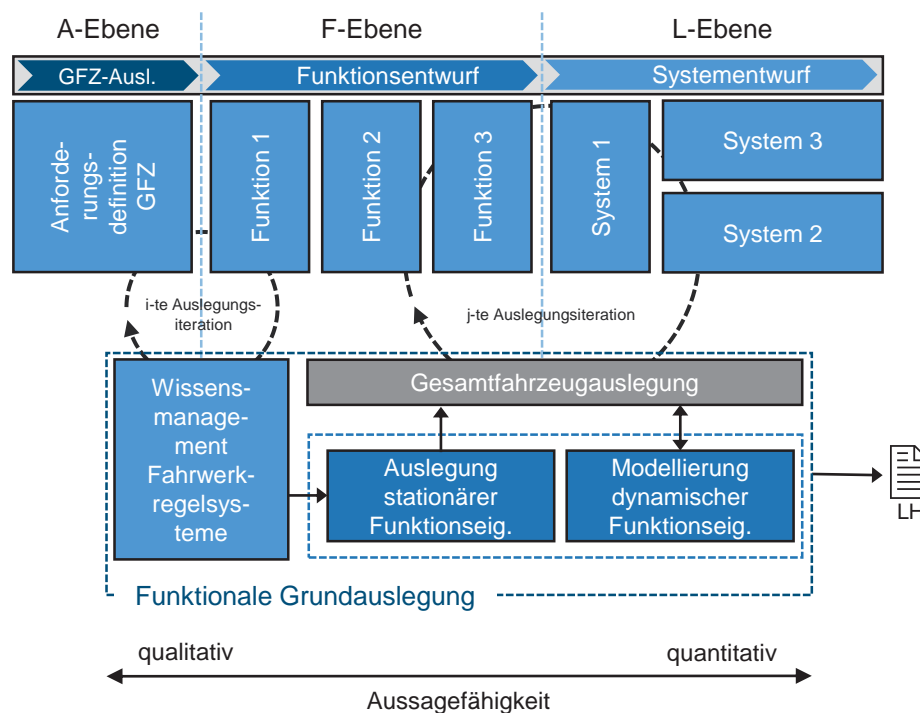 A-Ebene
F-Ebene
L-Ebene
GFZ-Ausl.
Funktionsentwurf
Systementwurf
Anforde-
rungs-
definition
GFZ
Funktion 1
Funktion 2
Funktion 3
System 1
System 3
System 2
i-te Auslegungs-
iteration
j-te Auslegungsiteration
Wissens-
manage-
ment
Fahrwerk-
regelsys-
teme
Gesamtfahrzeugauslegung
Auslegung
stationärer
Funktionseig.
Modellierung
dynamischer
Funktionseig.
LH
Funktionale Grundauslegung
qualitativ
quantitativ
Aussagefähigkeit